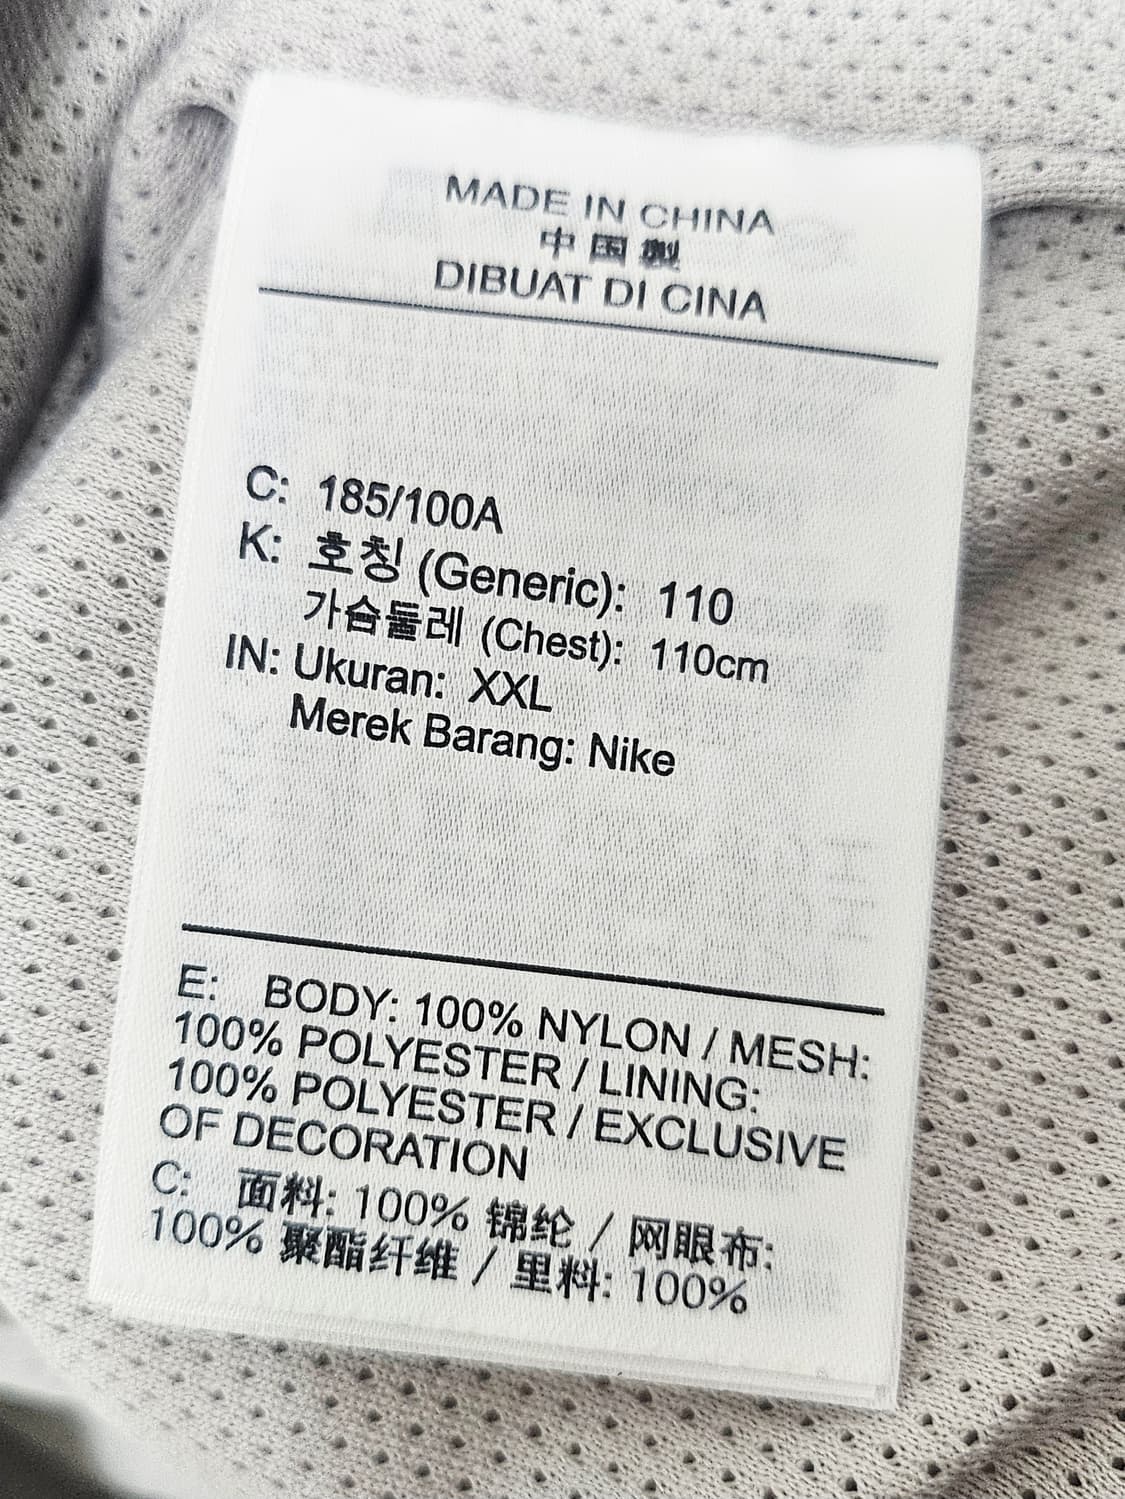 MADE IN CHINA
中国製
DIBUAT DI CINA
C: 185/100A
K: 호칭 (Generic): 110
가슴둘레 (Chest): 110cm
IN: Ukuran: XXL
Merek Barang: Nike
E: BODY: 100% NYLON / MESH:
100% POLYESTER / LINING:
100% POLYESTER / EXCLUSIVE
OF DECORATION
C: 面料: 100% 锦纶 / 网眼布:
100% 聚酯纤维 / 里料: 100%